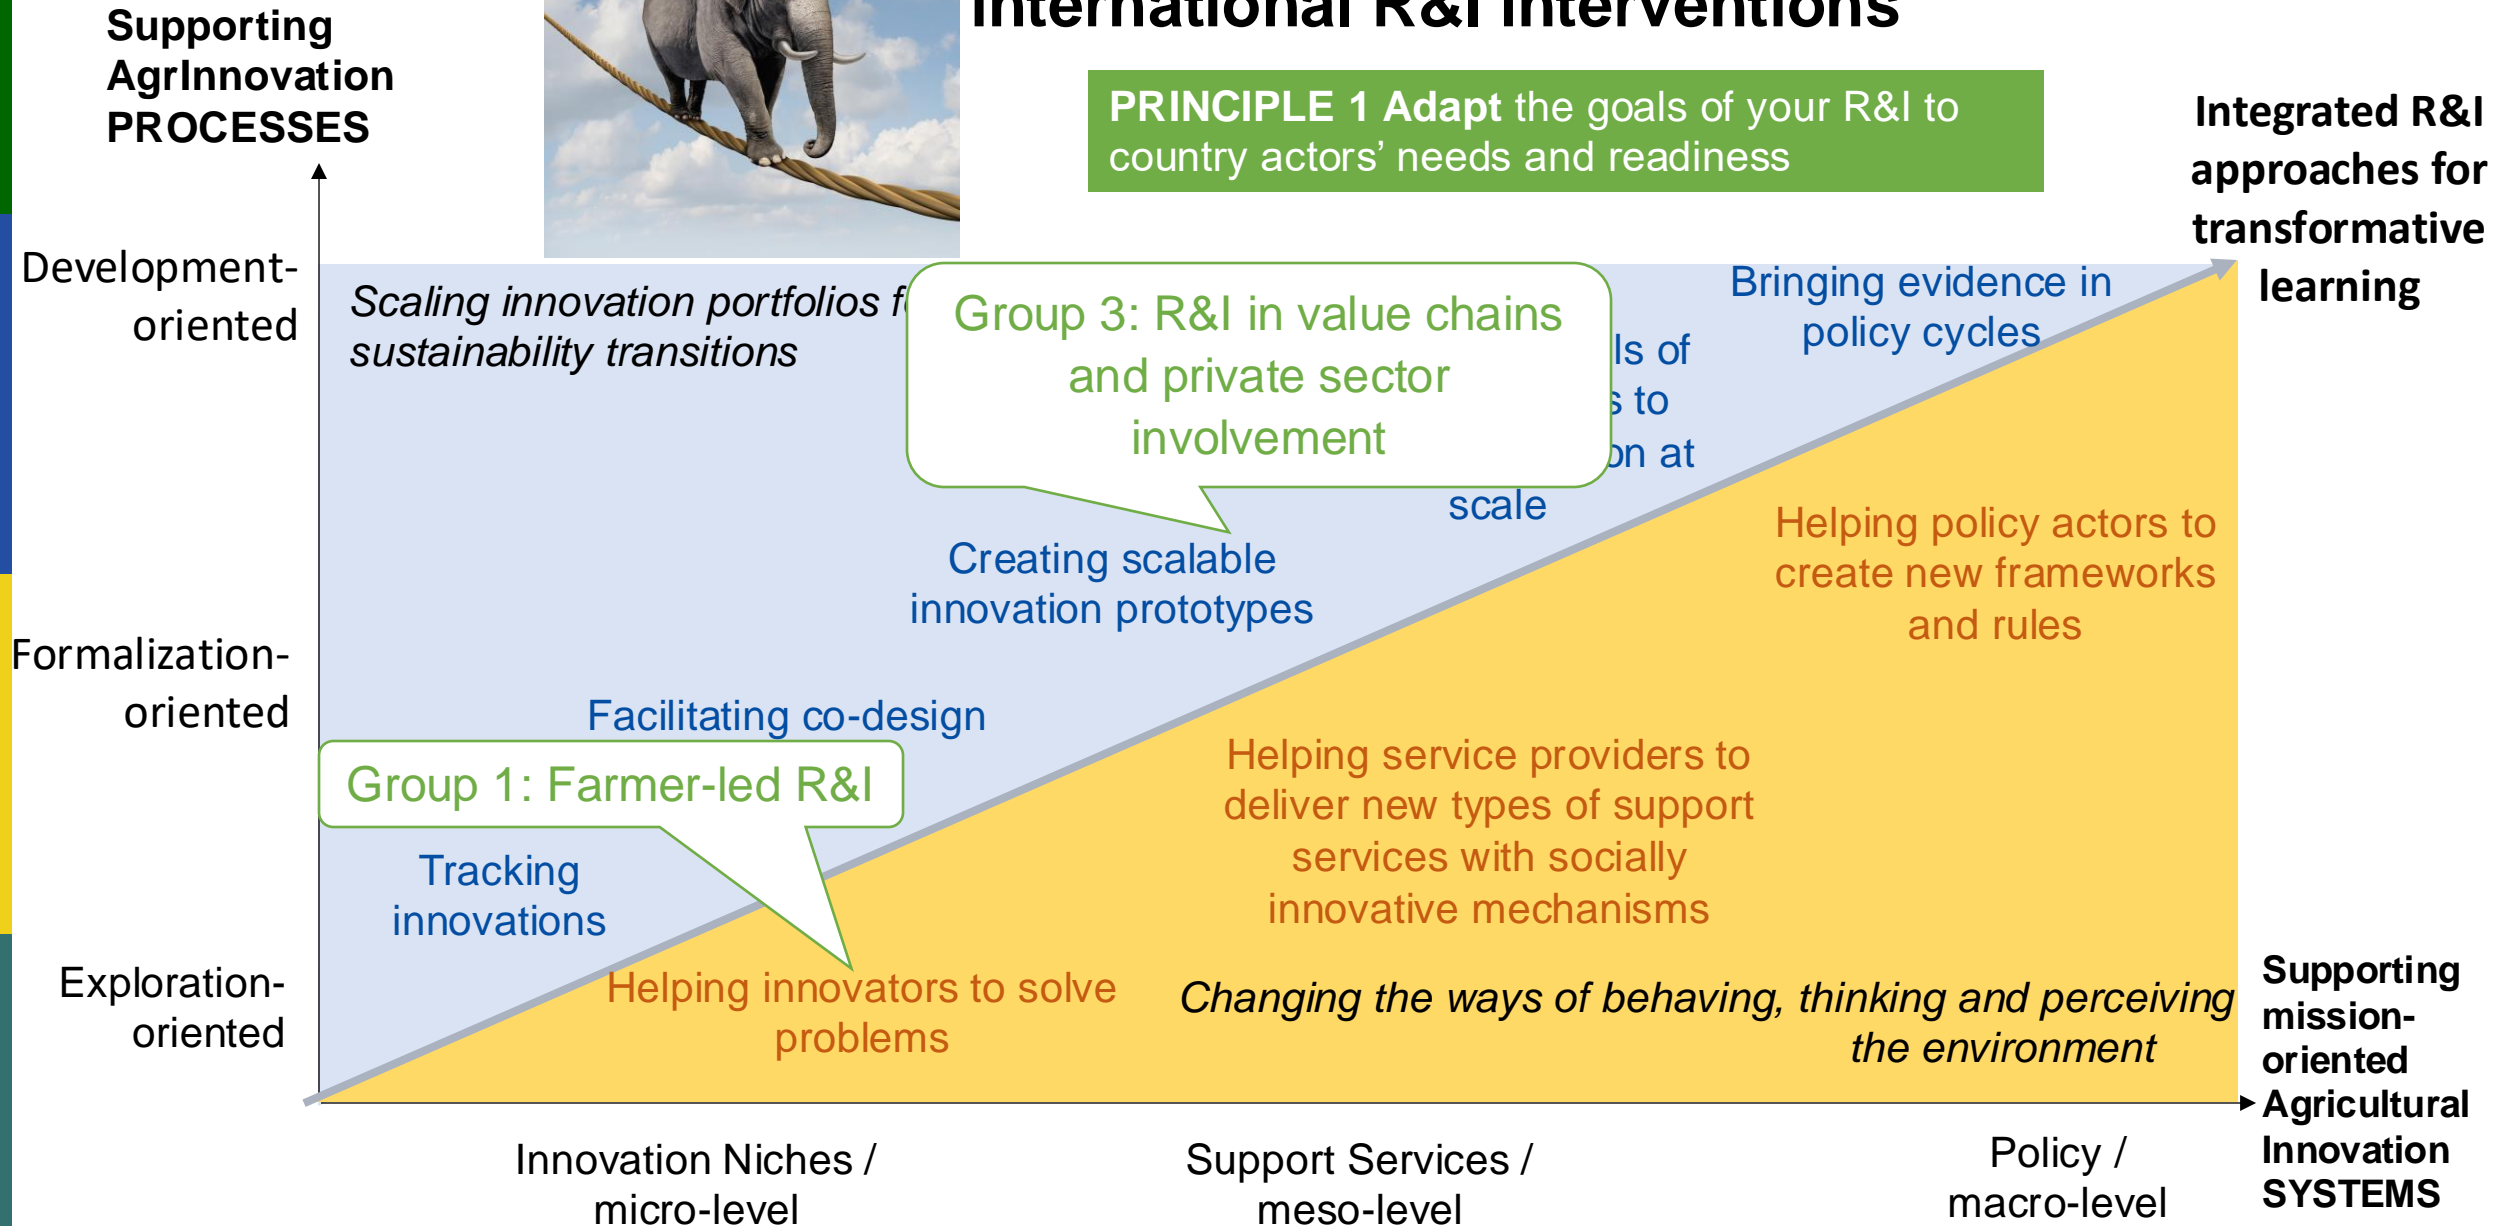 International R&I interventions
Supporting
AgrInnovation
PROCESSES
PRINCIPLE 1 Adapt the goals of your R&I to
country actors’ needs and readiness
Integrated R&I
approaches for
transformative
learning
Development-
oriented
Scaling innovation portfolios
sustainability transitions
Group 3: R&I in value chains
and private sector
involvement
Bringing evidence in
policy cycles
of
to
at
scale
Creating scalable
innovation prototypes
Helping policy actors to
create new frameworks
and rules
Formalization-
oriented
Facilitating co-design
Group 1: Farmer-led R&I
Helping service providers to
deliver new types of support
services with socially
innovative mechanisms
Tracking
innovations
Exploration-
oriented
Helping innovators to solve
problems
Changing the ways of behaving, thinking and perceiving
the environment
Supporting
mission-
oriented
Agricultural
Innovation
SYSTEMS
Innovation Niches /
micro-level
Support Services /
meso-level
Policy /
macro-level